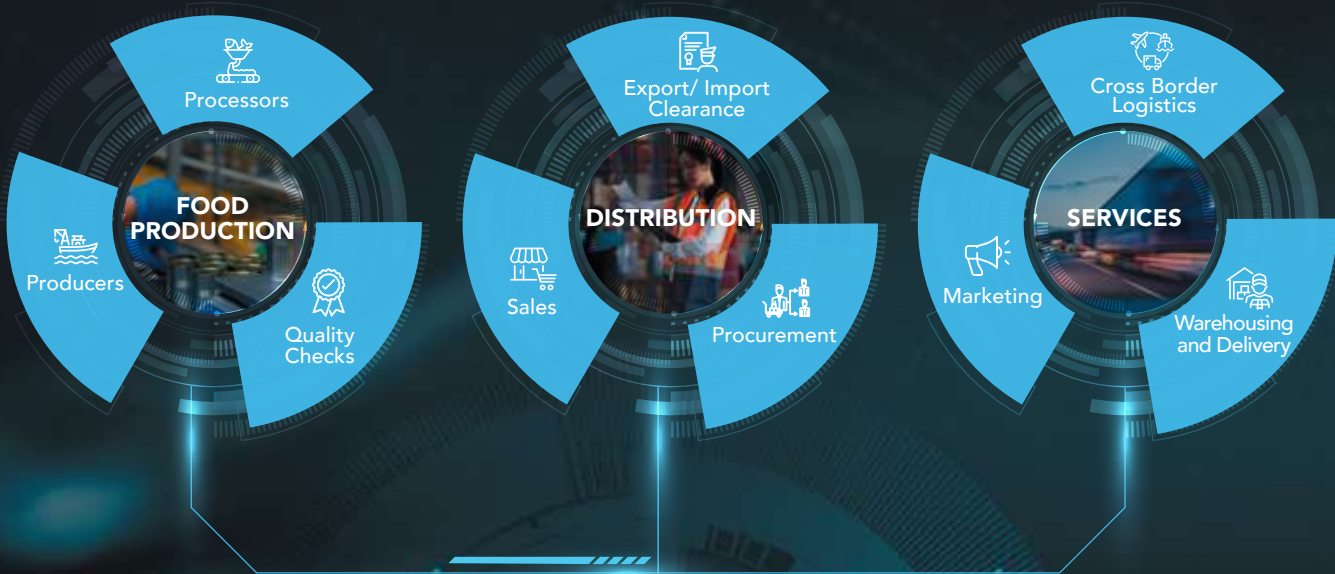 Processors
FOOD
PRODUCTION
Producers
Quality
Checks
Export/ Import
Clearance
DISTRIBUTION
Sales
Procurement
Cross Border
Logistics
SERVICES
Marketing
Warehousing
and Delivery